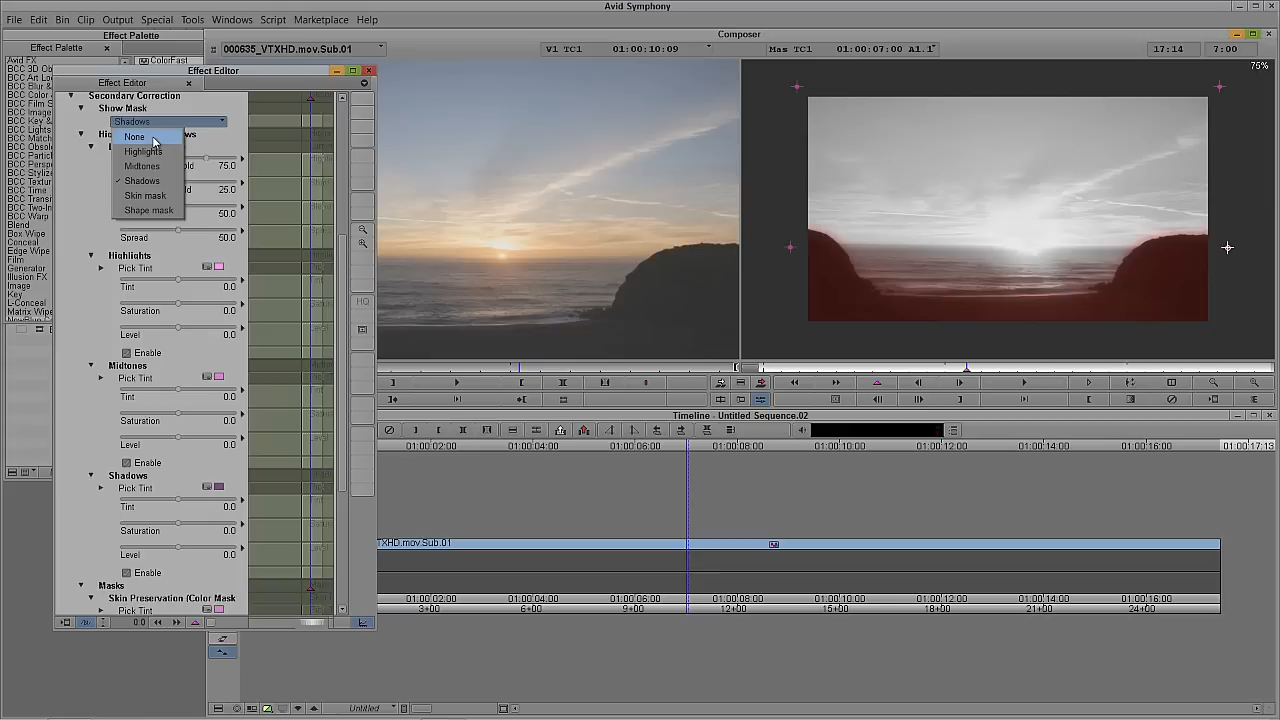 Avid Symphony
File Edit Bin Clip Output Special Tools Windows Script Marketplace Help
Effect Palette
Effect Palette
Composer
000635_VTXHD.mov.Sub.01
V1 TC1 01:00:10:09
Mas TC1 01:00:07:00 A1.1
17:14 7:00
75%
Avid FX
ColorFast
Effect Editor
Effect Editor
BCC 3D O
BCC Art Lo
BCC Blur &
BCC Color
BCC Film S
BCC Image
BCC Key &
BCC Lights
BCC Match
BCC Obsol
BCC Partic
BCC Perspe
BCC Styliz
BCC Textur
BCC Time
BCC Trans
BCC Two-In
BCC Warp
Blend
Box Wipe
Conceal
Edge Wipe
Film
Generator
Illusion FX
Image
Key
L-Conceal
Matrix Wipe
Secondary Correction
Show Mask
Shadows
None
Highlights
Midtones
Shadows
Skin mask
Shape mask
75.0
25.0
50.0
Spread 50.0
Highlights
Pick Tint
Tint 0.0
Saturation 0.0
Level 0.0
Enable
Midtones
Pick Tint
Tint 0.0
Saturation 0.0
Level 0.0
Enable
Shadows
Pick Tint
Tint 0.0
Saturation 0.0
Level 0.0
Enable
Masks
Skin Preservation (Color Mask
Pick Tint
0.0
HQ
Timeline - Untitled Sequence.02
01:00:02:00 01:00:04:00 01:00:06:00 01:00:08:00 01:00:10:00 01:00:12:00 01:00:14:00 01:00:16:00 01:00:17:13
TXHD.mov.Sub.01
01:00:02:00 01:00:04:00 01:00:06:00 01:00:08:00 01:00:10:00 01:00:12:00 01:00:14:00 01:00:16:00
3+00 6+00 9+00 12+00 15+00 18+00 21+00 24+00
Untitled